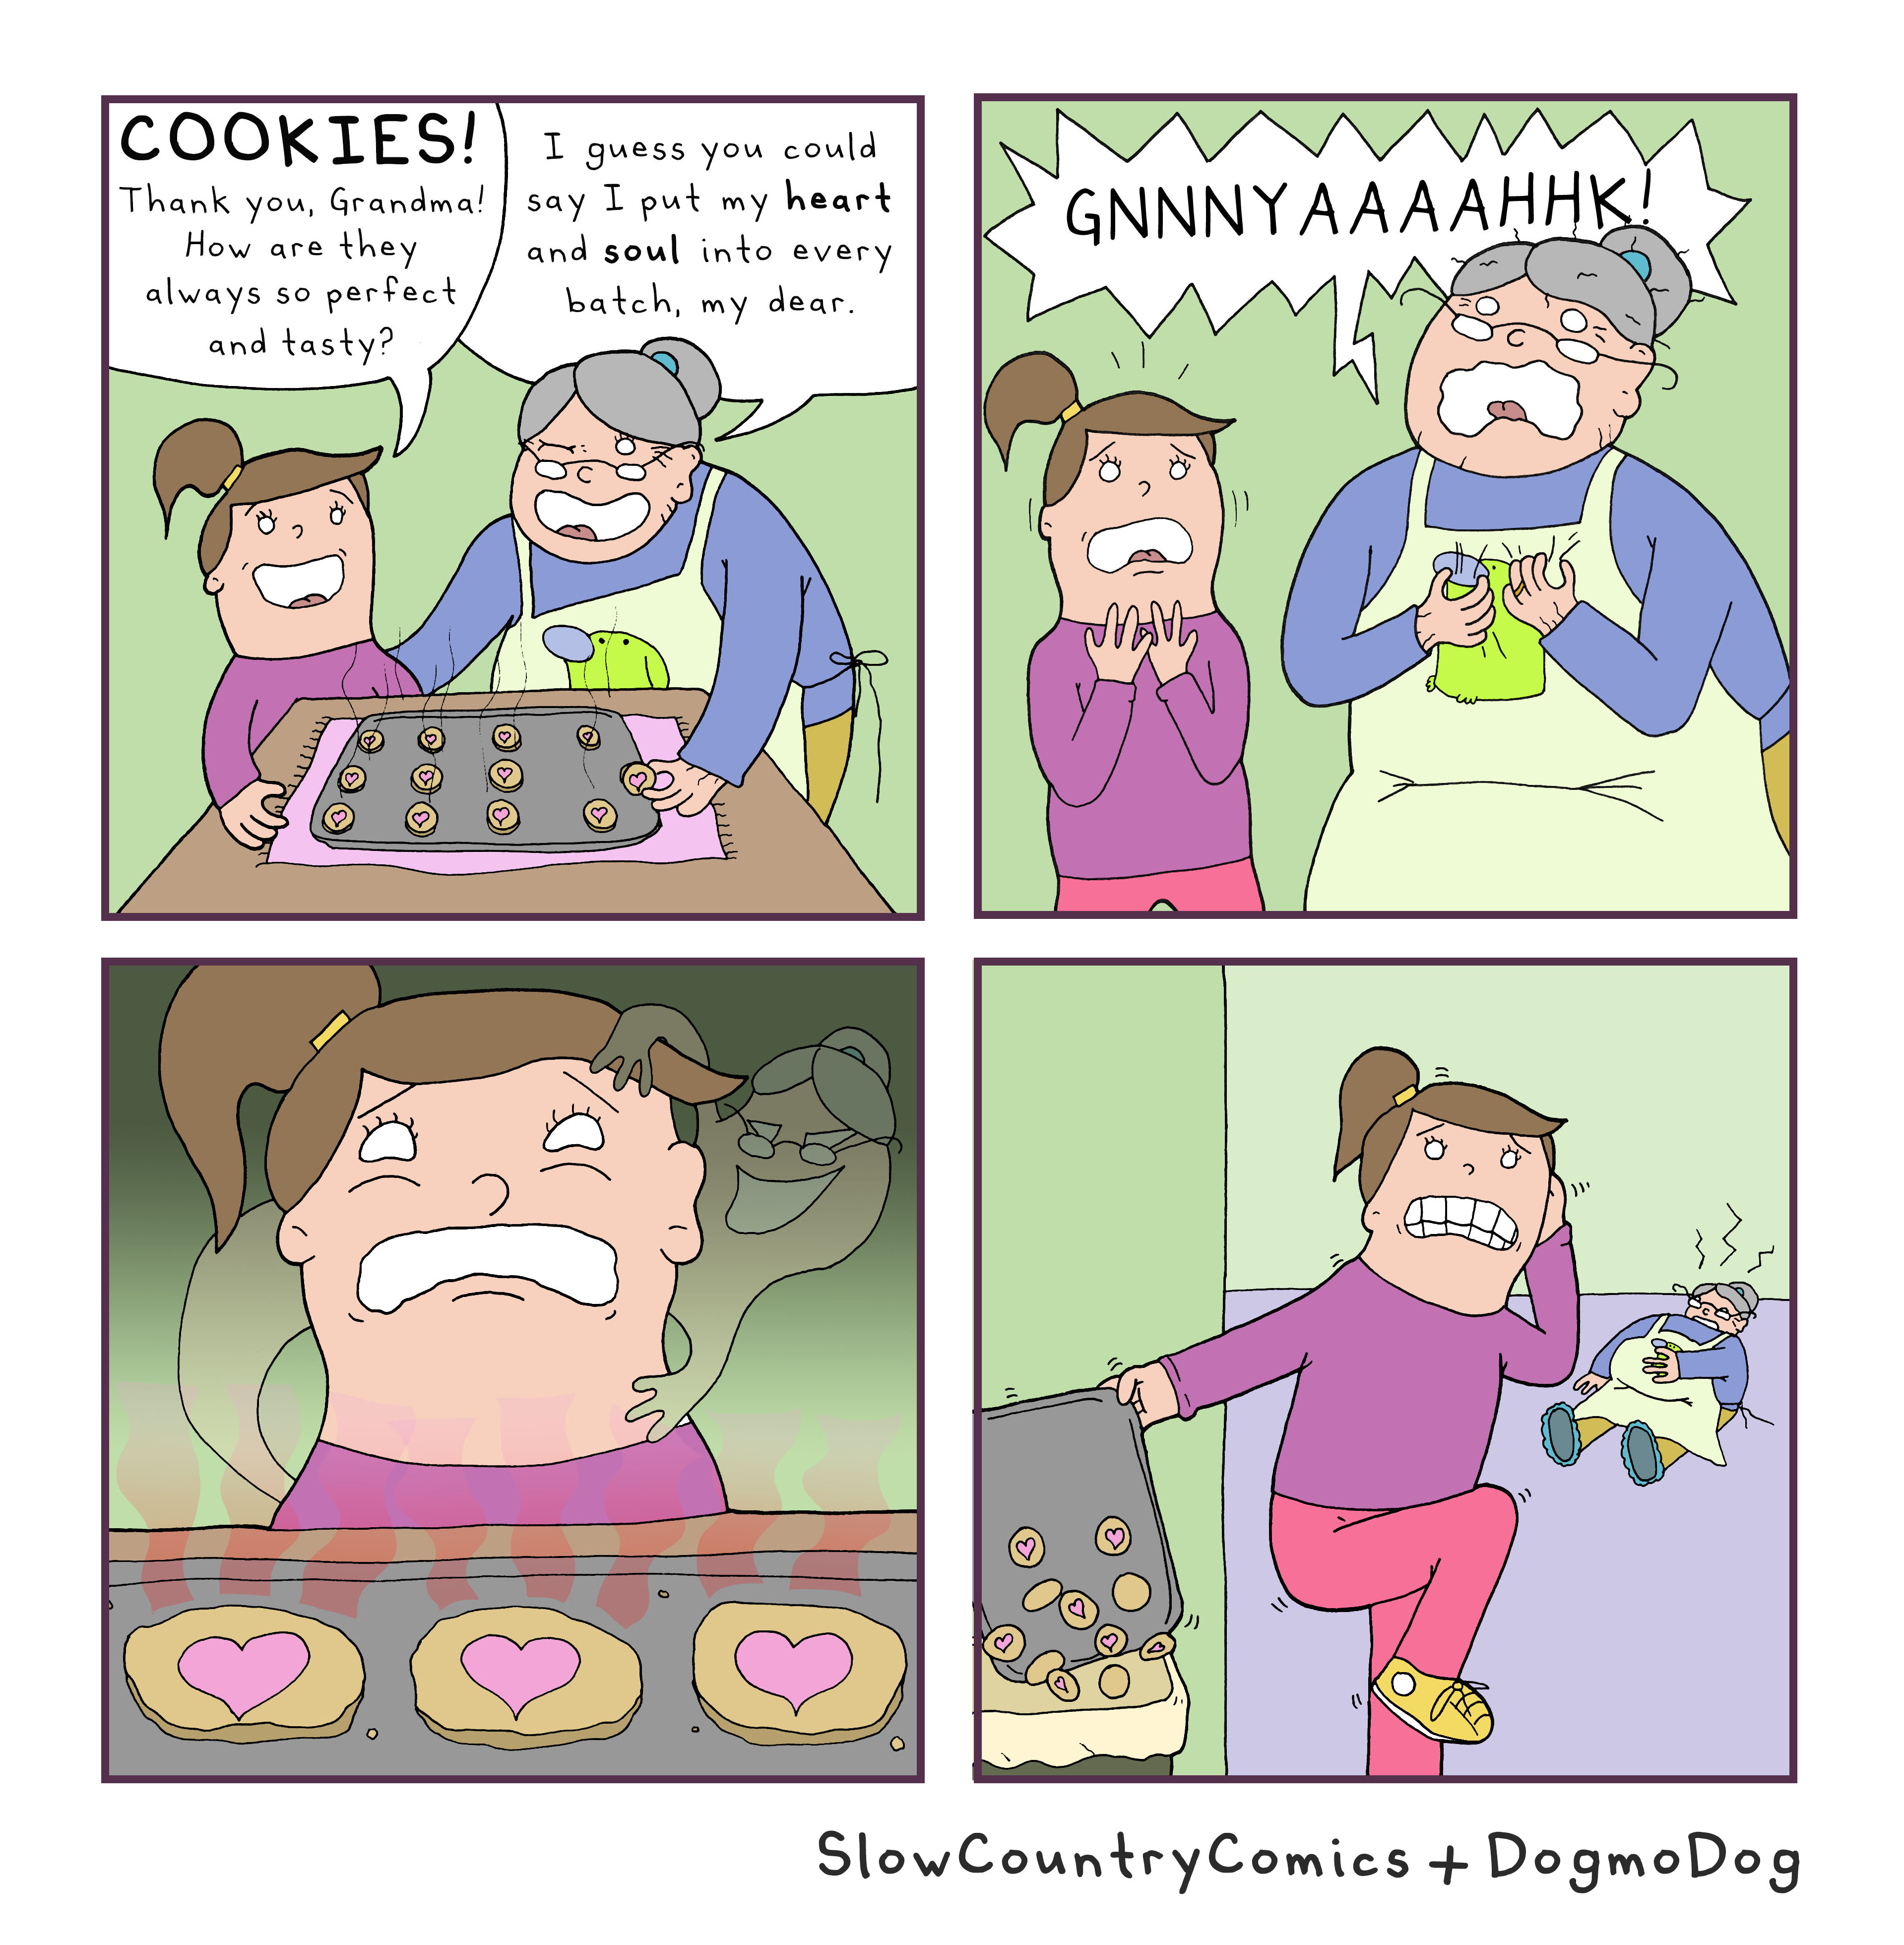 COOKIES!
Thank you, Grandma!
How are they
always so perfect
and tasty?
I guess you could
say I put my heart
and soul into every
batch, my dear.
GNNNYAAAAAHHK!
SlowCountryComics + DogmoDog